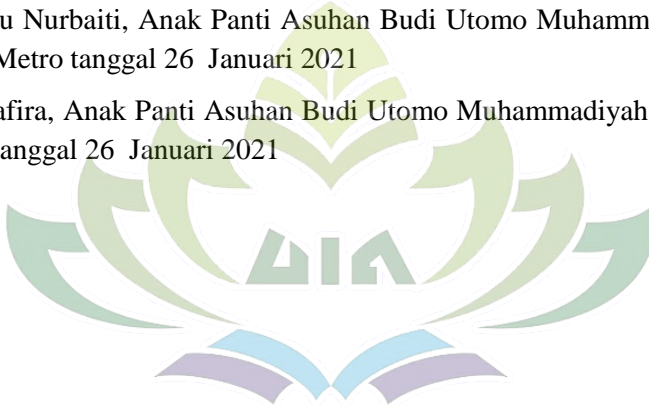 u Nurbaiti, Anak Panti Asuhan Budi Utomo Muhamm
Metro tanggal 26 Januari 2021
afira, Anak Panti Asuhan Budi Utomo Muhammadiyah
anggal 26 Januari 2021
UIN